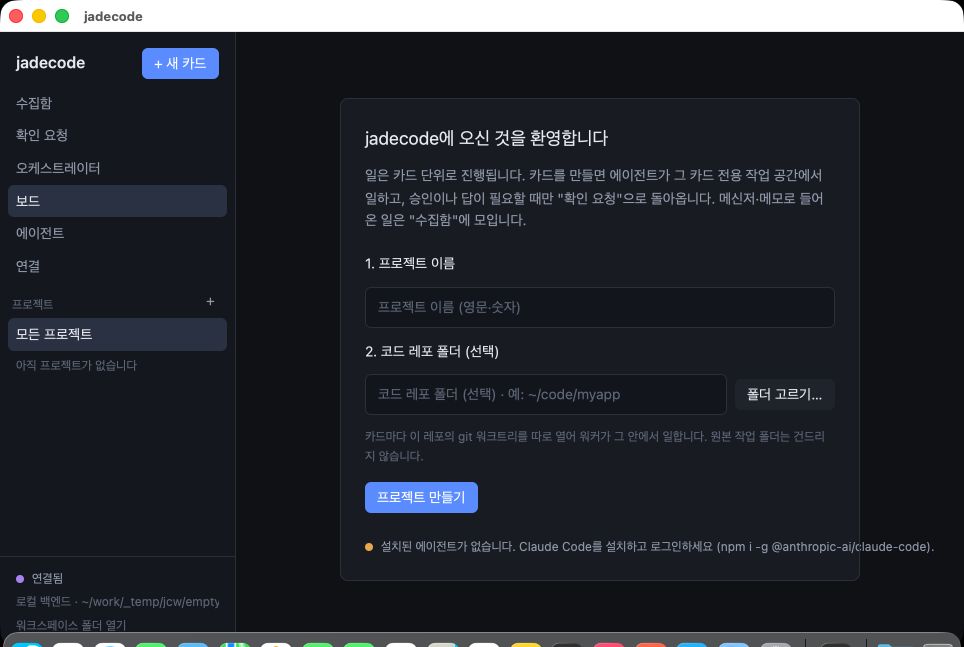 jadecode
jadecode
+ 새 카드
수집함
확인 요청
오케스트레이터
보드
에이전트
연결
프로젝트 +
모든 프로젝트
아직 프로젝트가 없습니다
연결됨
로컬 백엔드 · ~/work/_temp/jcw/empty
워크스페이스 폴더 열기
jadecode에 오신 것을 환영합니다
일은 카드 단위로 진행됩니다. 카드를 만들면 에이전트가 그 카드 전용 작업 공간에서
일하고, 승인이나 답이 필요할 때만 "확인 요청"으로 돌아옵니다. 메신저·메모로 들어
온 일은 "수집함"에 모입니다.
1. 프로젝트 이름
프로젝트 이름 (영문·숫자)
2. 코드 레포 폴더 (선택)
코드 레포 폴더 (선택) · 예: ~/code/myapp
폴더 고르기...
카드마다 이 레포의 git 워크트리를 따로 열어 워커가 그 안에서 일합니다. 원본 작업 폴더는 건드리
지 않습니다.
프로젝트 만들기
설치된 에이전트가 없습니다. Claude Code를 설치하고 로그인하세요 (npm i -g @anthropic-ai/claude-code).